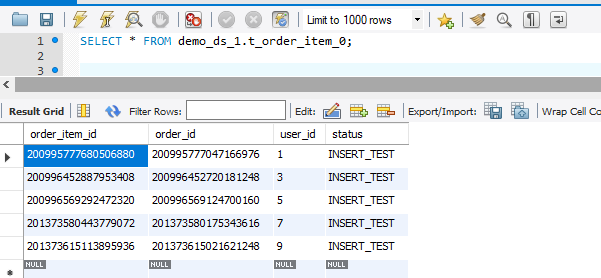 Limit to 1000 rows
1 SELECT * FROM demo_ds_1.t_order_item_0;
2
3
Result Grid Filter Rows: Edit: Export/Import: Wrap Cell Co
order_item_id order_id user_id status
200995777680506880 200995777047166976 1 INSERT_TEST
200996452887953408 200996452720181248 3 INSERT_TEST
200996569292472320 200996569124700160 5 INSERT_TEST
201373580443779072 201373580175343616 7 INSERT_TEST
201373615113895936 201373615021621248 9 INSERT_TEST
NULL NULL NULL NULL